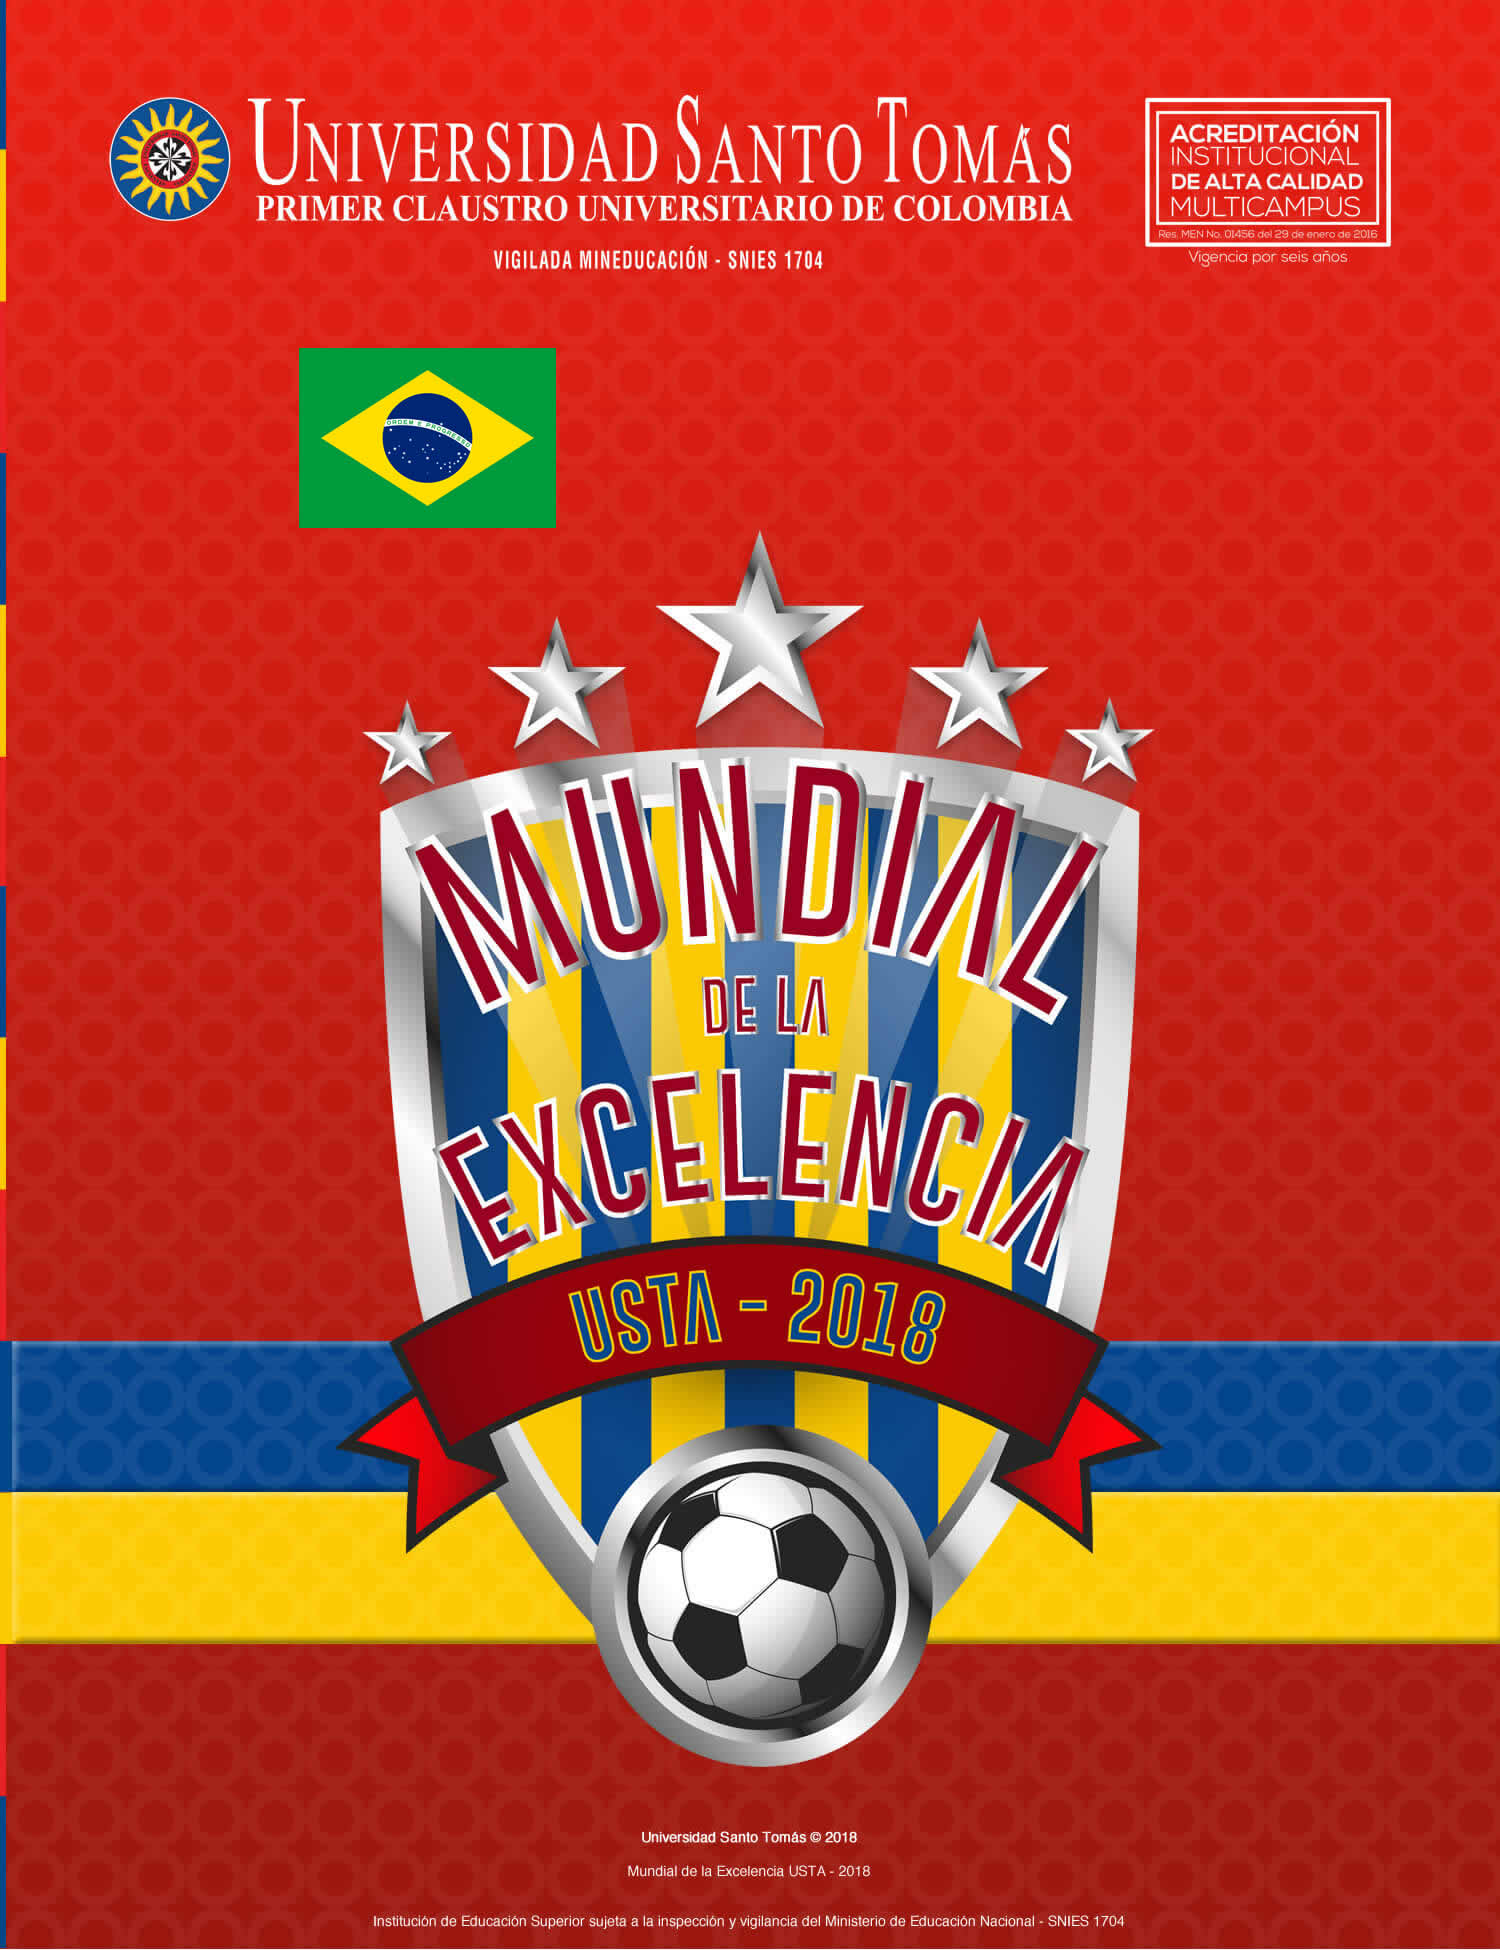 UNIVERSIDAD SANTO TOMÁS
PRIMER CLAUSTRO UNIVERSITARIO DE COLOMBIA
VIGILADA MINEDUCACIÓN - SNIES 1704
ACREDITACIÓN
INSTITUCIONAL
DE ALTA CALIDAD
MULTICAMPUS
Res. MEN No. 01456 del 29 de enero de 2016
Vigencia por seis años
ORDEM E PROGRESSO
MUNDIAL
DE LA
EXCELENCIA
USTA - 2018
Universidad Santo Tomás © 2018
Mundial de la Excelencia USTA - 2018
Institución de Educación Superior sujeta a la inspección y vigilancia del Ministerio de Educación Nacional - SNIES 1704